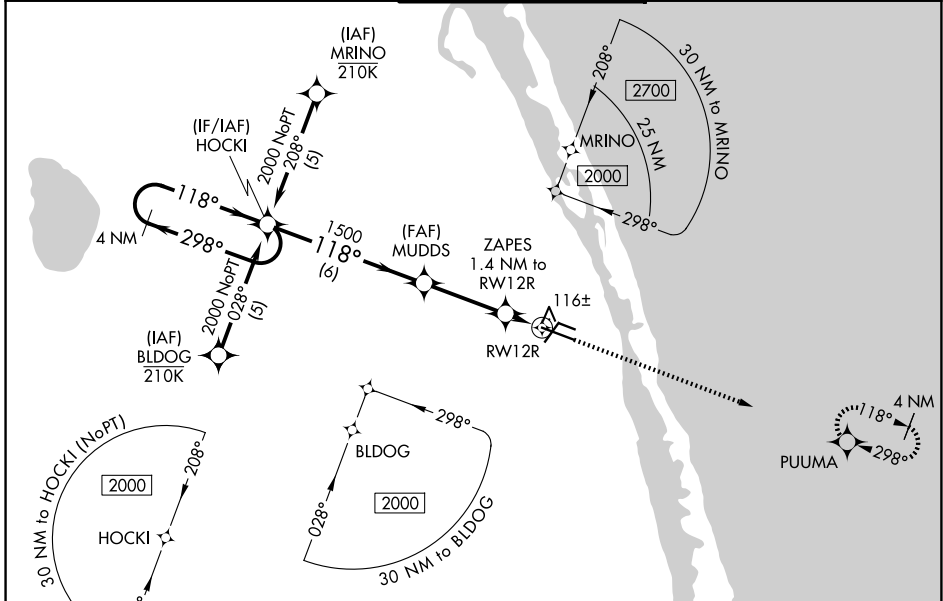 (IAF)
MRINO
210K
(IF/IAF)
HOCKI
2000 NoPT
208°
(5)
118°
4 NM
298°
1500
118°
(6)
(FAF)
MUDDS
ZAPES
1.4 NM to
RW12R
116±
RW12R
2000 NoPT
028°
(5)
(IAF)
BLDOG
210K
208°
30 NM to MRINO
2700
25 NM
MRINO
2000
298°
4 NM
118°
298°
PUUMA
30 NM to HOCKI (NoPT)
2000
208°
HOCKI
298°
BLDOG
2000
028°
30 NM to BLDOG